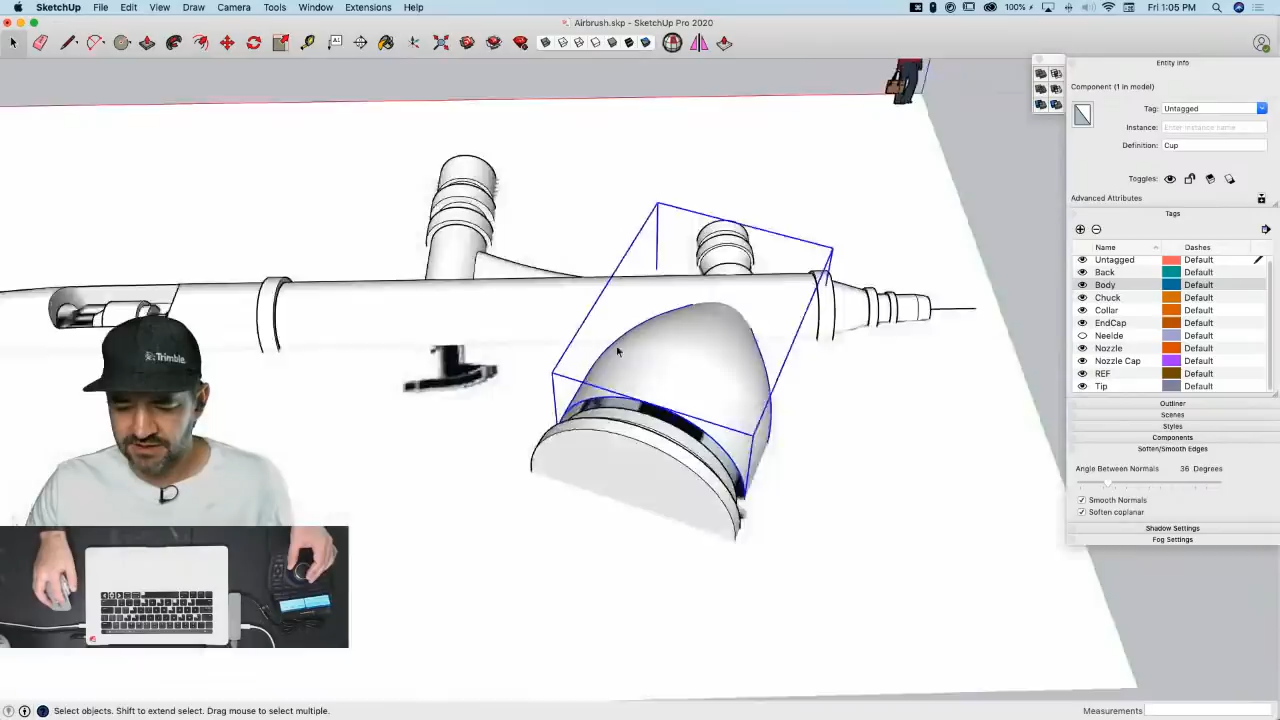 SketchUp File Edit View Draw Camera Tools Window Extensions Help 100% Fri 1:05 PM
Airbrush.skp - SketchUp Pro 2020
Entity Info
Component (1 in model)
Tag: Untagged
Instance: Enter instance name
Definition: Cup
Toggles:
Advanced Attributes
Tags
Name Dashes
Untagged Default
Back Default
Body Default
Chuck Default
Collar Default
EndCap Default
Neelde Default
Nozzle Default
Nozzle Cap Default
REF Default
Tip Default
Outliner
Scenes
Styles
Components
Soften/Smooth Edges
Angle Between Normals 36 Degrees
Smooth Normals
Soften coplanar
Shadow Settings
Fog Settings
Trimble.
Select objects. Shift to extend select. Drag mouse to select multiple.
Measurements